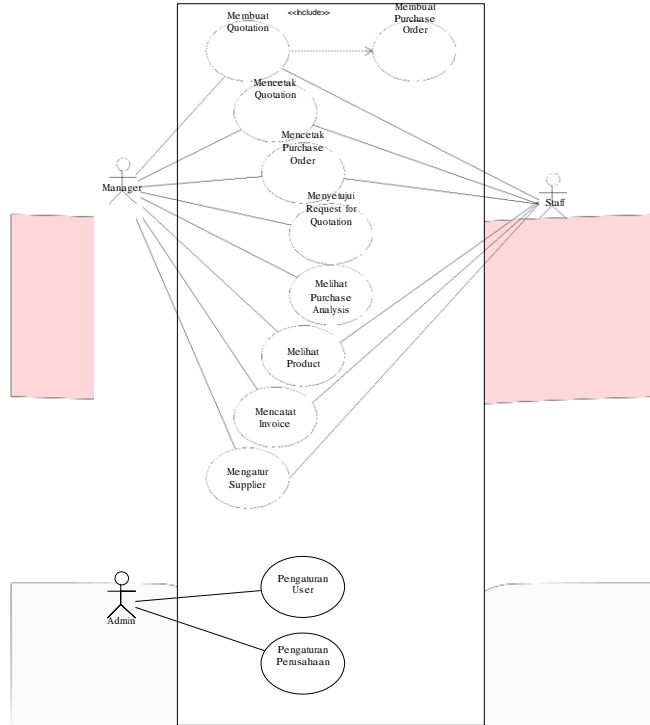 Membuat
Quotation
<<include>>
Membuat
Purchase
Order
Mencetak
Quotation
Mencetak
Purchase
Order
Manager
Staff
Menyetujui
Request for
Quotation
Melihat
Purchase
Analysis
Melihat
Product
Mencatat
Invoice
Mengatur
Supplier
Pengaturan
User
Admin
Pengaturan
Perusahaan